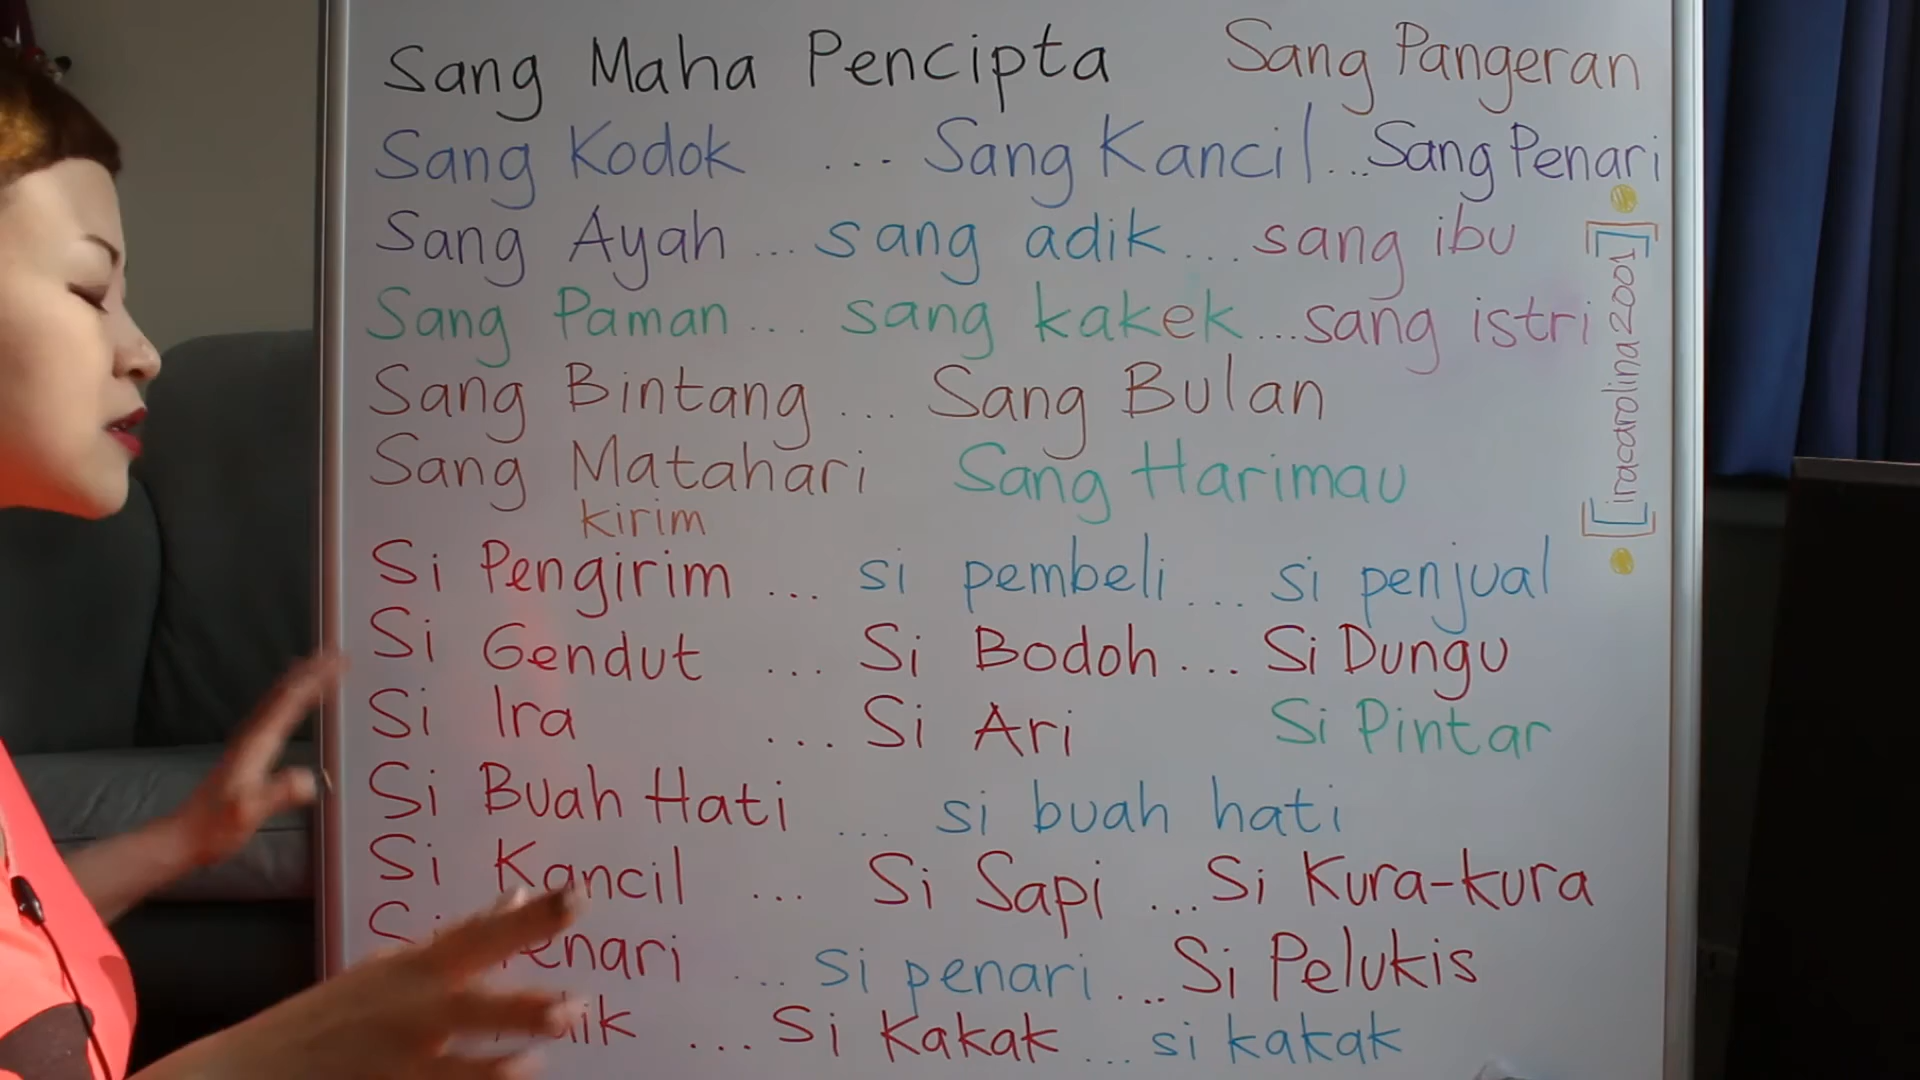 Sang Maha Pencipta Sang Pangeran
Sang Kodok ... Sang Kancil ... Sang Penari
Sang Ayah ... sang adik ... sang ibu
Sang Paman ... sang kakek ... sang istri
Sang Bintang ... Sang Bulan
Sang Matahari Sang Harimau
kirim
Si Pengirim ... si pembeli ... si penjual
Si Gendut ... Si Bodoh ... Si Dungu
Si Ira ... Si Ari Si Pintar
Si Buah Hati ... si buah hati
Si Kancil ... Si Sapi ... Si Kura-kura
Si ... si penari ... Si Pelukis
... Si Kakak ... si kakak
[iracarolina2001]